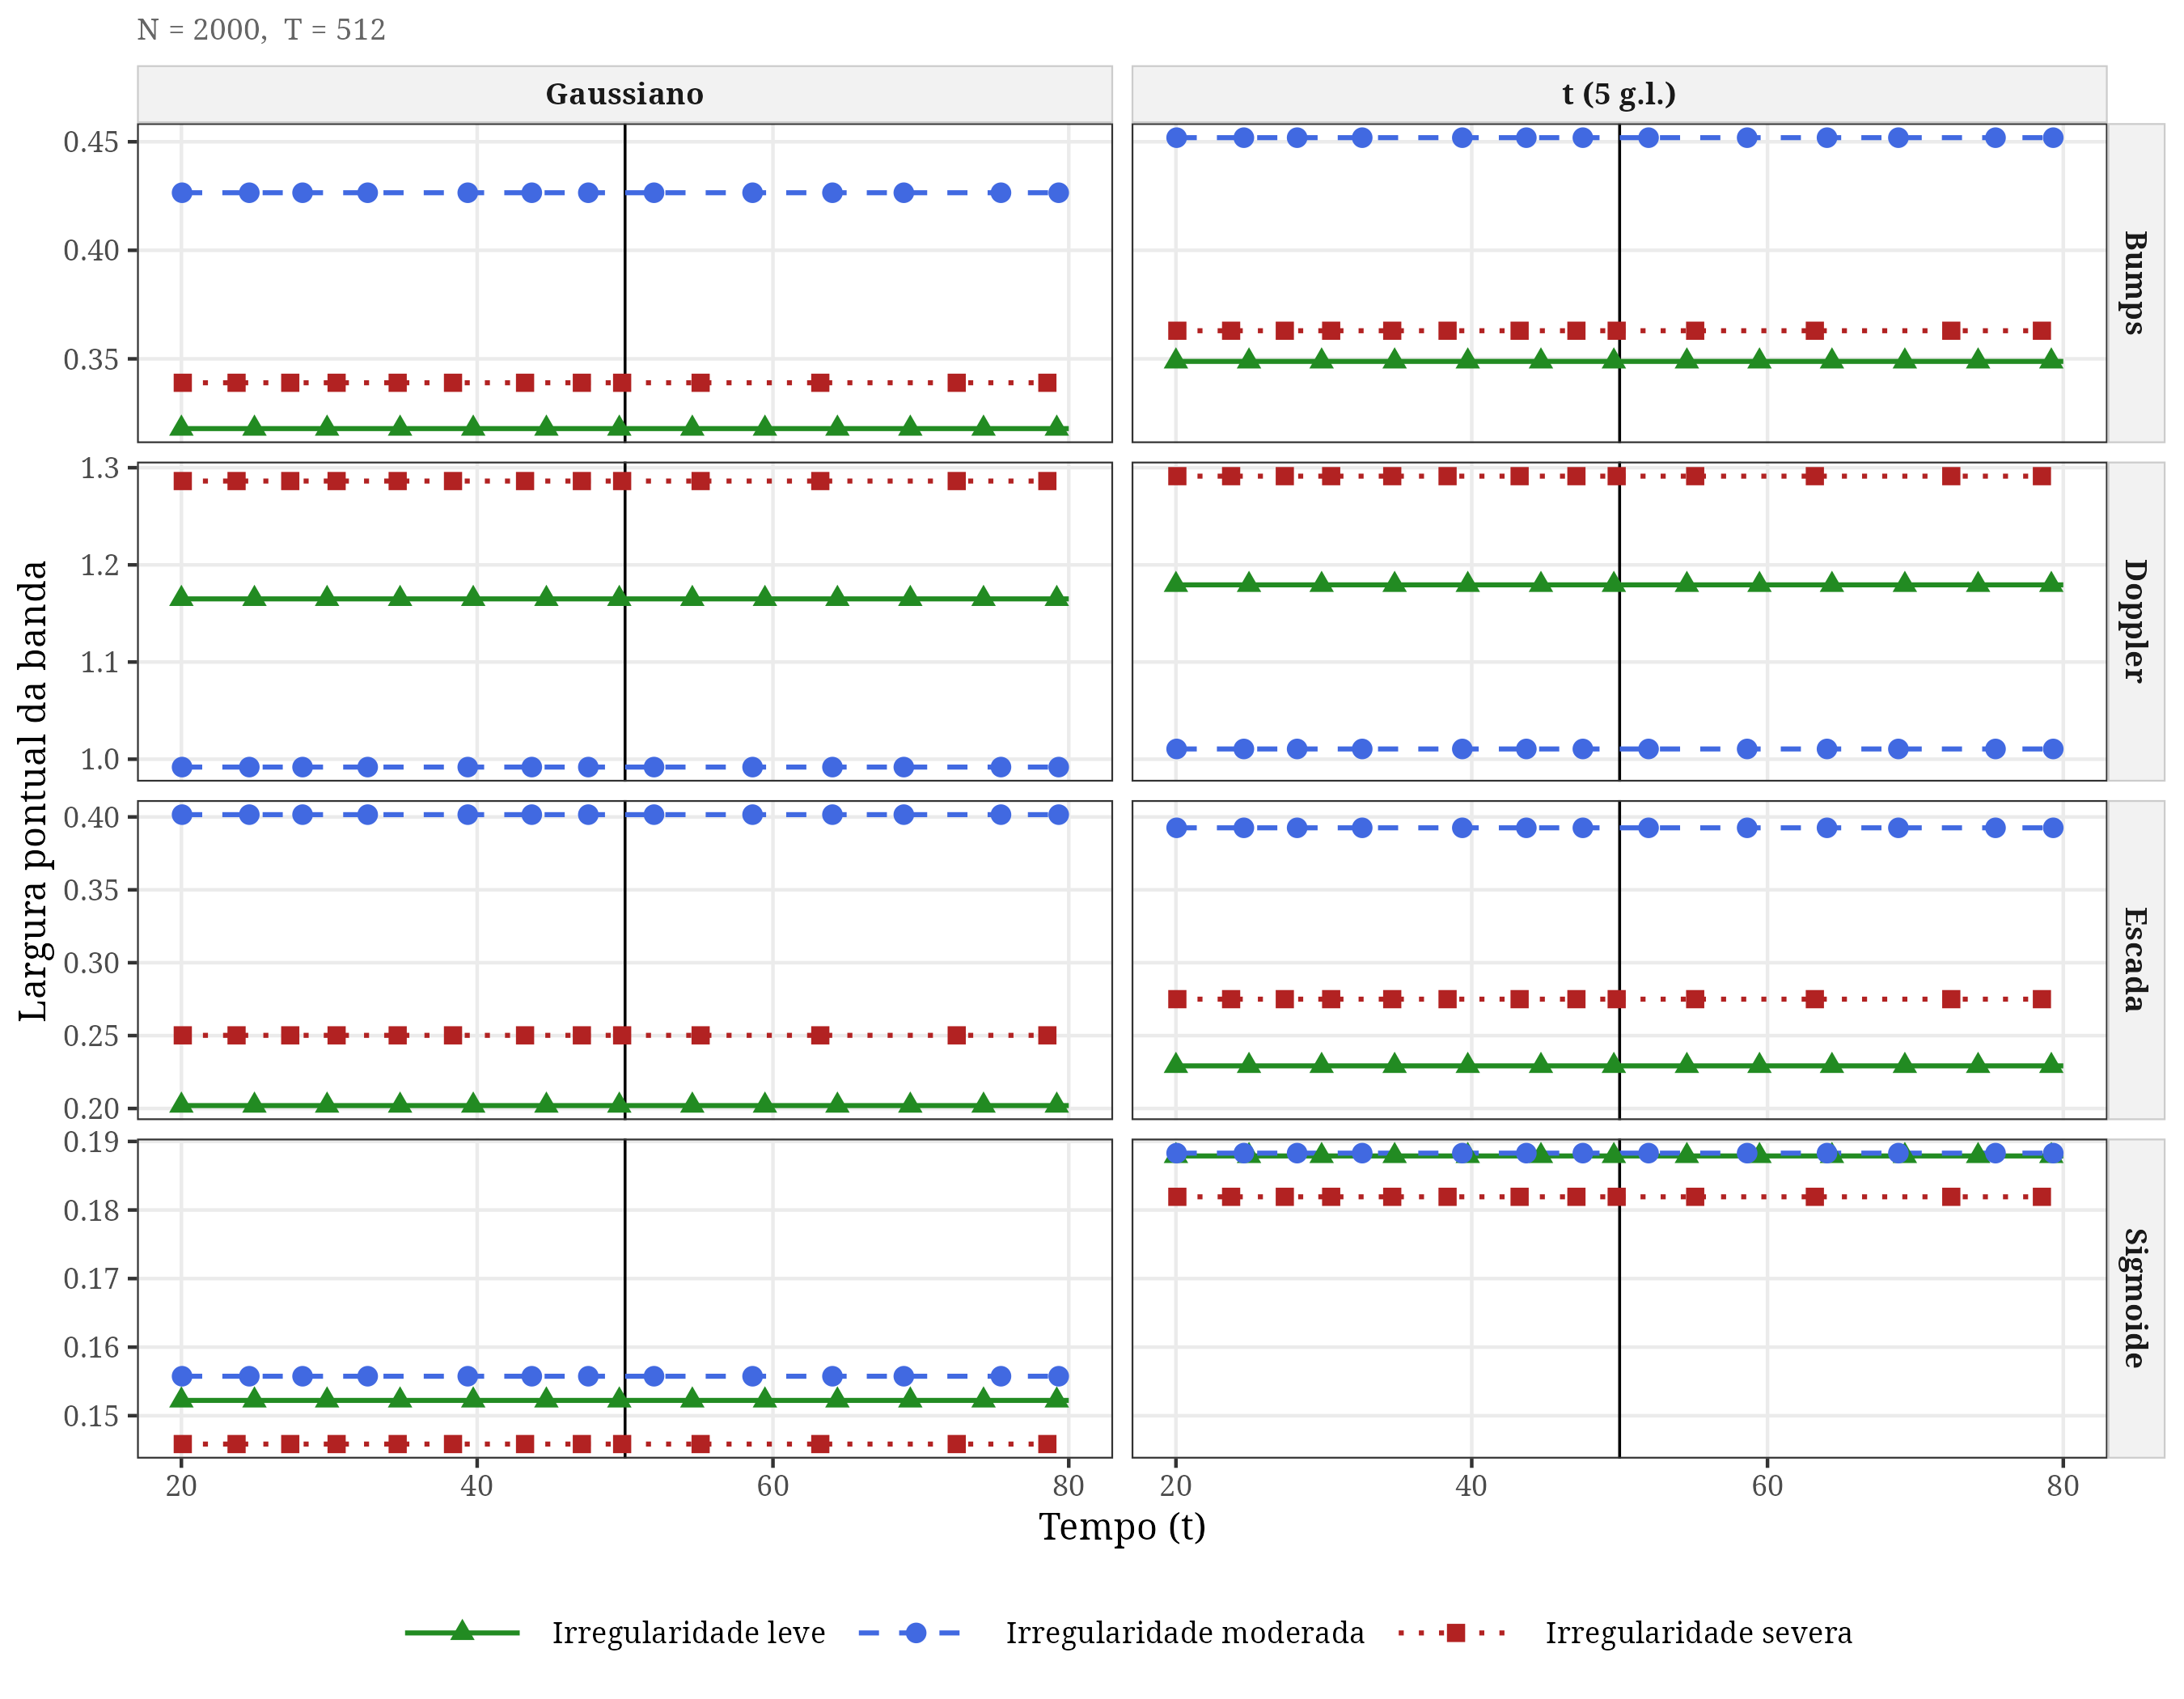 N = 2000,  T = 512
Gaussiano
t (5 g.l.)
0.45
0.40
0.35
Bumps
1.3
1.2
1.1
1.0
Doppler
0.40
0.35
0.30
0.25
0.20
Escada
0.19
0.18
0.17
0.16
0.15
Sigmoide
Largura pontual da banda
20 40 60 80 20 40 60 80
Tempo (t)
Irregularidade leve Irregularidade moderada Irregularidade severa